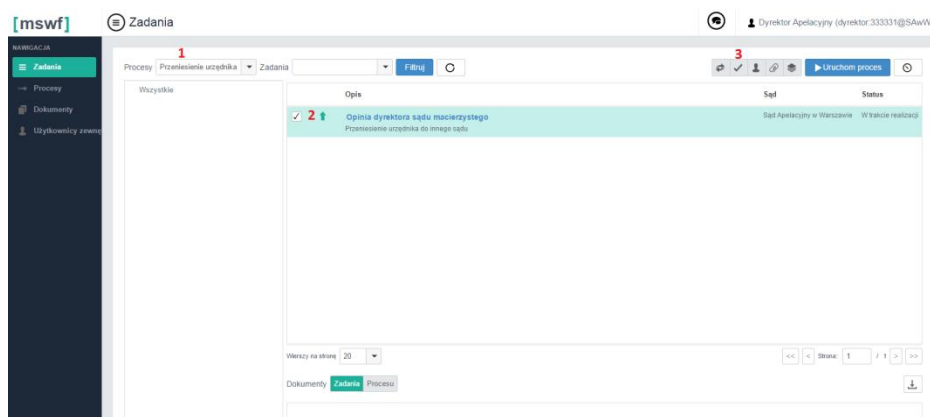 [mswf]
Zadania
Dyrektor Apelacyjny (dyrektor.333331@SAwW
NAWIGACJA
Zadania
Procesy
Dokumenty
Użytkownicy zewnę
1
3
Procesy Przeniesienie urzędnika Zadania Filtruj Uruchom proces
Wszystkie
Opis Sąd Status
2 Opinia dyrektora sądu macierzystego Sąd Apelacyjny w Warszawie W trakcie realizacji
Przeniesienie urzędnika do innego sądu
Wierszy na stronę 20 << < Strona: 1 / 1 > >>
Dokumenty Zadania Procesu